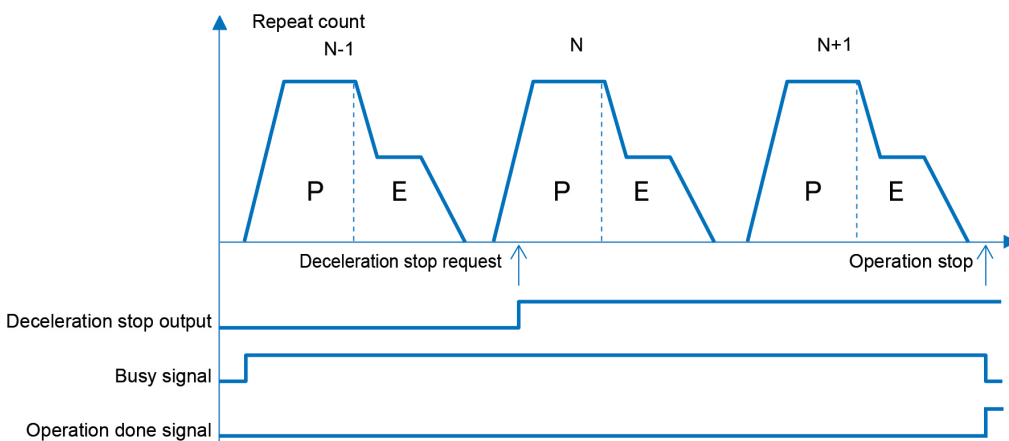 Repeat count
N-1
N
N+1
P
E
P
E
P
E
Deceleration stop request
Operation stop
Deceleration stop output
Busy signal
Operation done signal